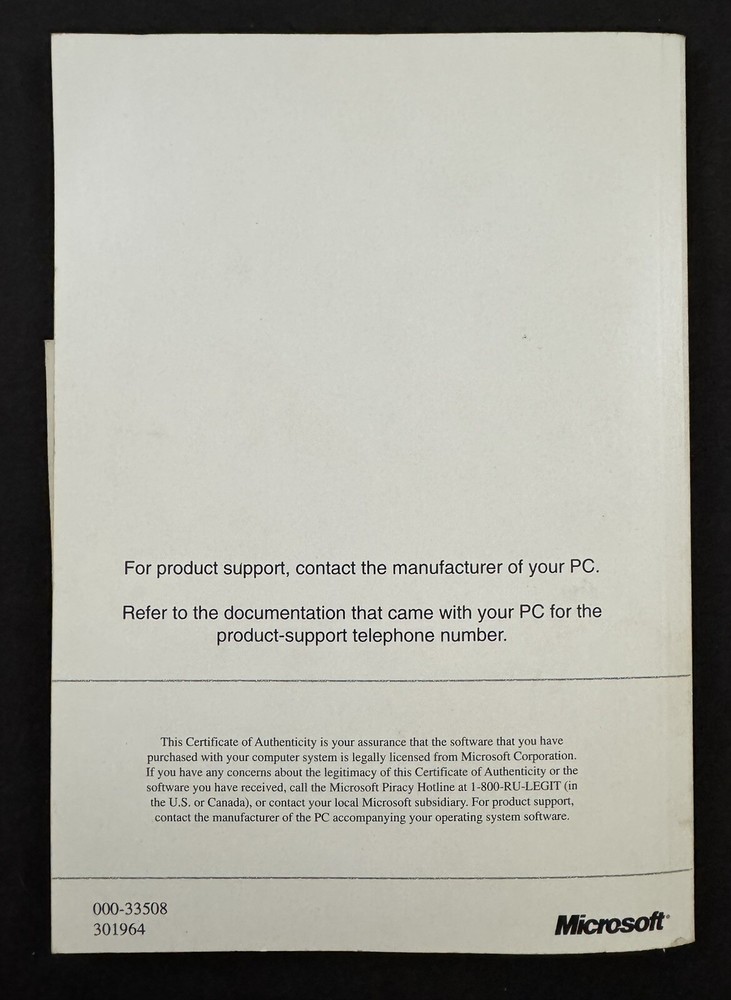 For product support, contact the manufacturer of your PC.
Refer to the documentation that came with your PC for the
product-support telephone number.
This Certificate of Authenticity is your assurance that the software that you have
purchased with your computer system is legally licensed from Microsoft Corporation.
If you have any concerns about the legitimacy of this Certificate of Authenticity or the
software you have received, call the Microsoft Piracy Hotline at 1-800-RU-LEGIT (in
the U.S. or Canada), or contact your local Microsoft subsidiary. For product support,
contact the manufacturer of the PC accompanying your operating system software.
000-33508
301964
Microsoft®